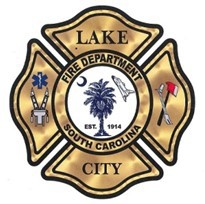 LAKE
FIRE DEPARTMENT
EST. 1914
SOUTH CAROLINA
CITY